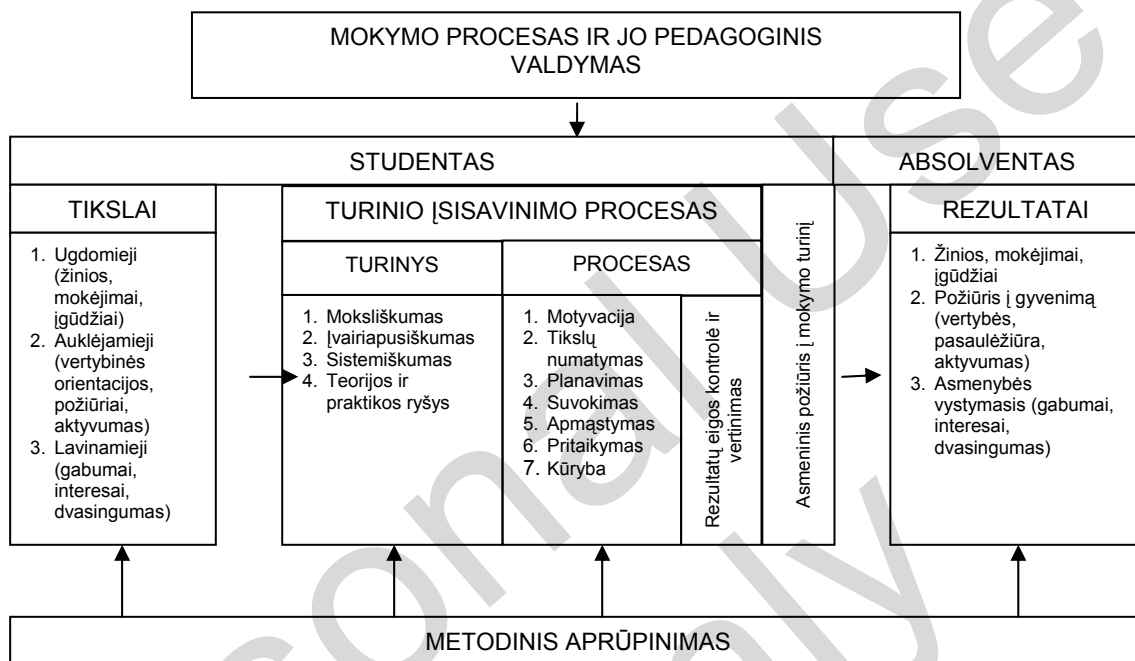 MOKYMO PROCESAS IR JO PEDAGOGINIS
VALDYMAS
STUDENTAS
ABSOLVENTAS
TIKSLAI
1. Ugdomieji
(žinios,
mokėjimai,
įgūdžiai)
2. Auklėjamieji
(vertybinės
orientacijos,
požiūriai,
aktyvumas)
3. Lavinamieji
(gabumai,
interesai,
dvasingumas)
TURINIO ĮSISAVINIMO PROCESAS
TURINYS
1. Moksliškumas
2. Įvairiapusiškumas
3. Sistemiškumas
4. Teorijos ir
praktikos ryšys
PROCESAS
1. Motyvacija
2. Tikslų
numatymas
3. Planavimas
4. Suvokimas
5. Apmąstymas
6. Pritaikymas
7. Kūryba
Rezultatų eigos kontrolė ir
vertinimas
Asmeninis požiūris į mokymo turinį
REZULTATAI
1. Žinios, mokėjimai,
įgūdžiai
2. Požiūris į gyvenimą
(vertybės,
pasaulėžiūra,
aktyvumas)
3. Asmenybės
vystymasis (gabumai,
interesai,
dvasingumas)
METODINIS APRŪPINIMAS